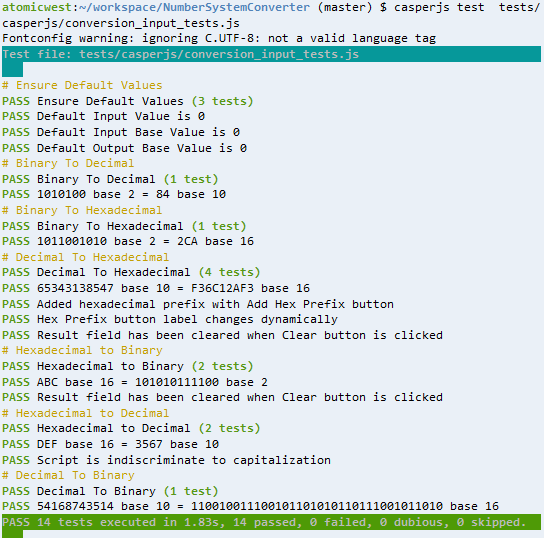 atomicwest:~/workspace/NumberSystemConverter (master) $ casperjs test  tests/
casperjs/conversion_input_tests.js
Fontconfig warning: ignoring C.UTF-8: not a valid language tag
Test file: tests/casperjs/conversion_input_tests.js
# Ensure Default Values
PASS Ensure Default Values (3 tests)
PASS Default Input Value is 0
PASS Default Input Base Value is 0
PASS Default Output Base Value is 0
# Binary To Decimal
PASS Binary To Decimal (1 test)
PASS 1010100 base 2 = 84 base 10
# Binary To Hexadecimal
PASS Binary To Hexadecimal (1 test)
PASS 1011001010 base 2 = 2CA base 16
# Decimal To Hexadecimal
PASS Decimal To Hexadecimal (4 tests)
PASS 65343138547 base 10 = F36C12AF3 base 16
PASS Added hexadecimal prefix with Add Hex Prefix button
PASS Hex Prefix button label changes dynamically
PASS Result field has been cleared when Clear button is clicked
# Hexadecimal to Binary
PASS Hexadecimal to Binary (2 tests)
PASS ABC base 16 = 101010111100 base 2
PASS Result field has been cleared when Clear button is clicked
# Hexadecimal to Decimal
PASS Hexadecimal to Decimal (2 tests)
PASS DEF base 16 = 3567 base 10
PASS Script is indiscriminate to capitalization
# Decimal To Binary
PASS Decimal To Binary (1 test)
PASS 54168743514 base 10 = 110010011100101101010110111001011010 base 16
PASS 14 tests executed in 1.83s, 14 passed, 0 failed, 0 dubious, 0 skipped.